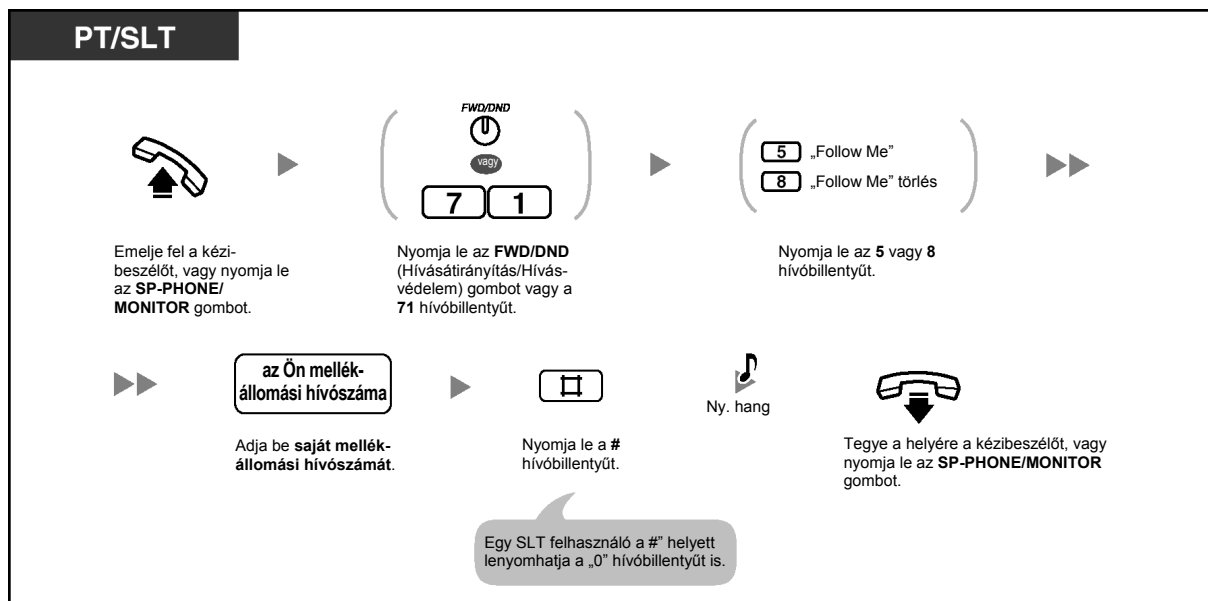 PT/SLT
FWD/DND
vagy
7 1
5 „Follow Me”
8 „Follow Me” törlés
Emelje fel a kézi-
beszélőt, vagy nyomja le
az SP-PHONE/
MONITOR gombot.
Nyomja le az FWD/DND
(Hívásátirányítás/Hívás-
védelem) gombot vagy a
71 hívóbillentyűt.
Nyomja le az 5 vagy 8
hívóbillentyűt.
az Ön mellék-
állomási hívószáma
#
Ny. hang
Adja be saját mellék-
állomási hívószámát.
Nyomja le a #
hívóbillentyűt.
Tegye a helyére a kézibeszélőt, vagy
nyomja le az SP-PHONE/MONITOR
gombot.
Egy SLT felhasználó a #” helyett
lenyomhatja a „0” hívóbillentyűt is.